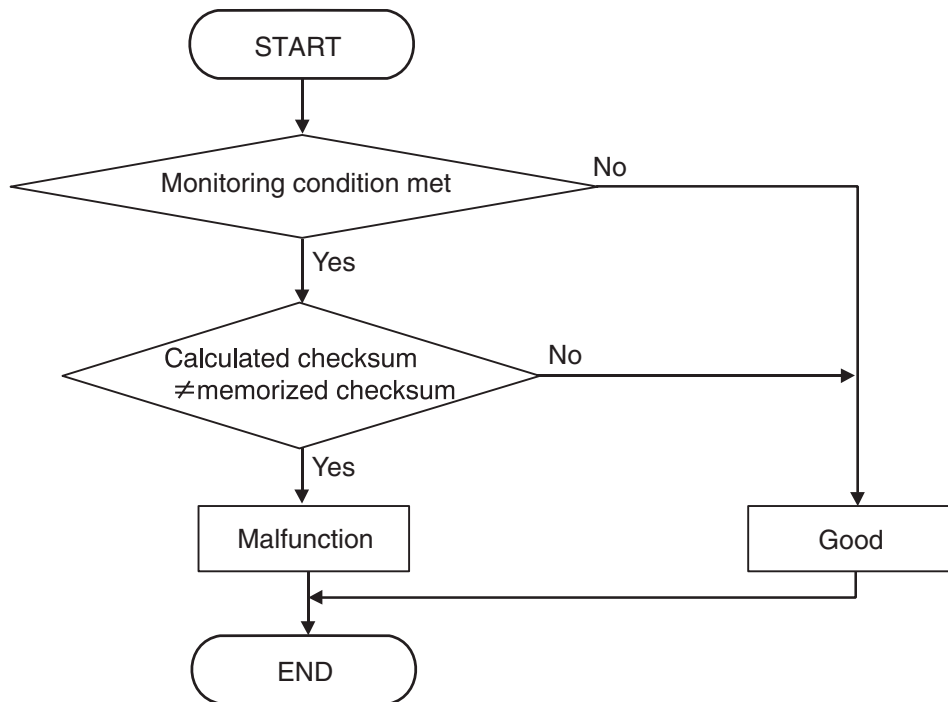 START
Monitoring condition met
No
Yes
Calculated checksum
≠memorized checksum
No
Yes
Malfunction
Good
END